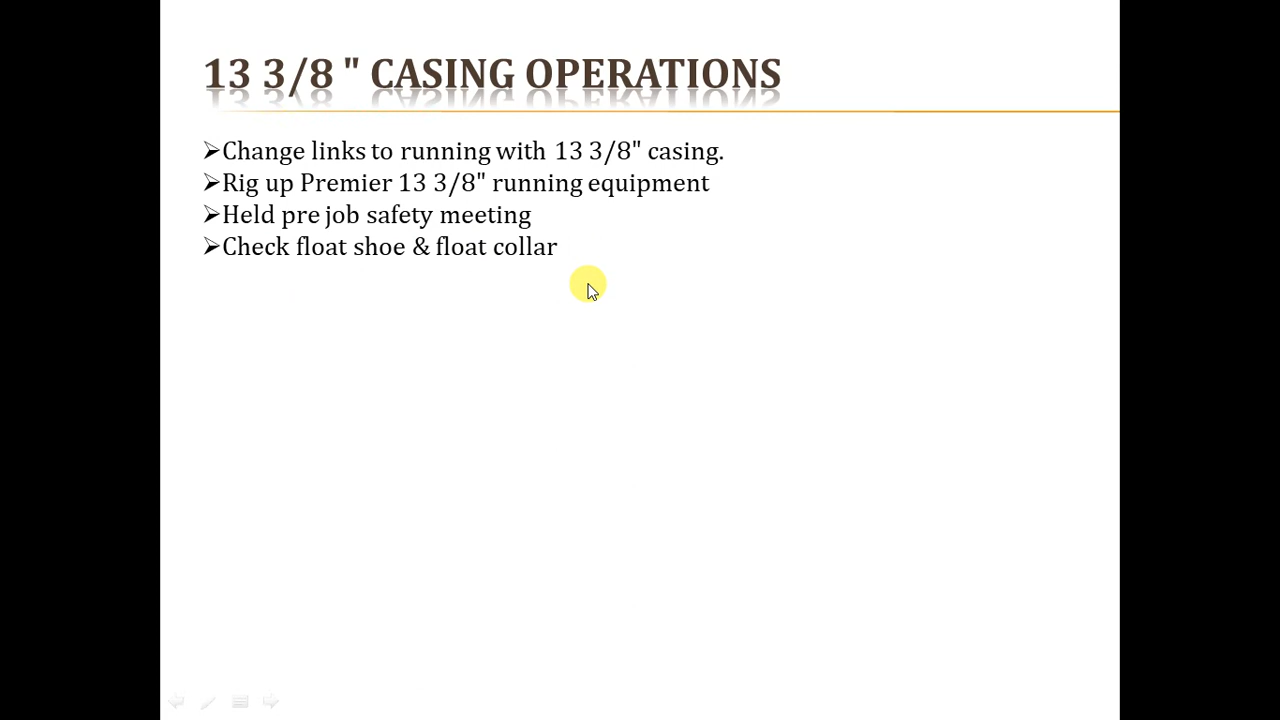 13 3/8 " CASING OPERATIONS
➢Change links to running with 13 3/8" casing.
➢Rig up Premier 13 3/8" running equipment
➢Held pre job safety meeting
➢Check float shoe & float collar